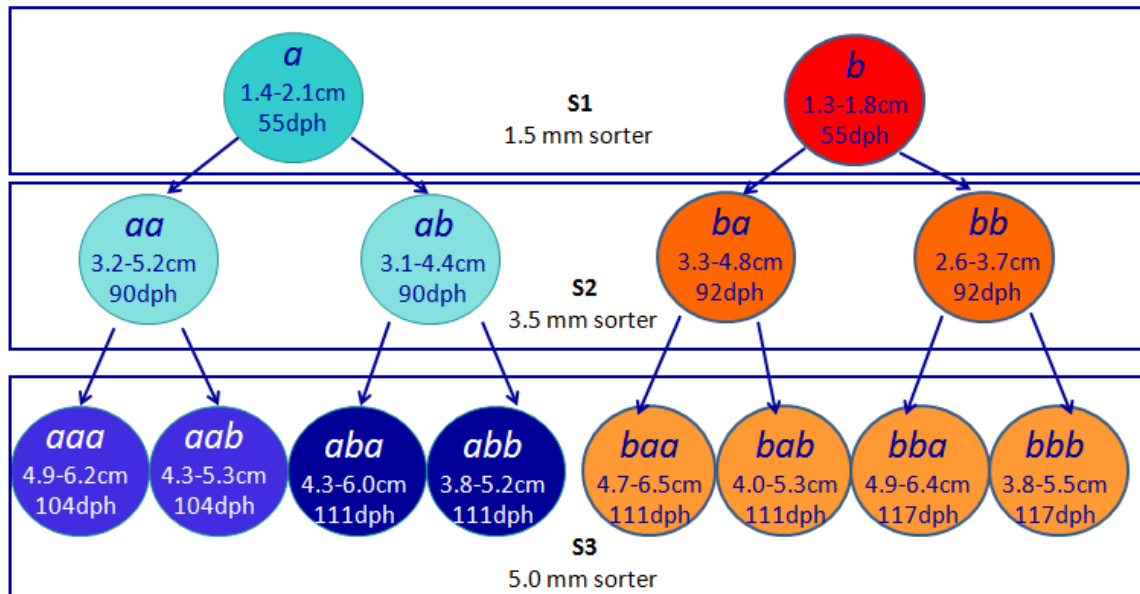 a
1.4-2.1cm
55dph
b
1.3-1.8cm
55dph
S1
1.5 mm sorter
aa
3.2-5.2cm
90dph
ab
3.1-4.4cm
90dph
ba
3.3-4.8cm
92dph
bb
2.6-3.7cm
92dph
S2
3.5 mm sorter
aaa
4.9-6.2cm
104dph
aab
4.3-5.3cm
104dph
aba
4.3-6.0cm
111dph
abb
3.8-5.2cm
111dph
baa
4.7-6.5cm
111dph
bab
4.0-5.3cm
111dph
bba
4.9-6.4cm
117dph
bbb
3.8-5.5cm
117dph
S3
5.0 mm sorter